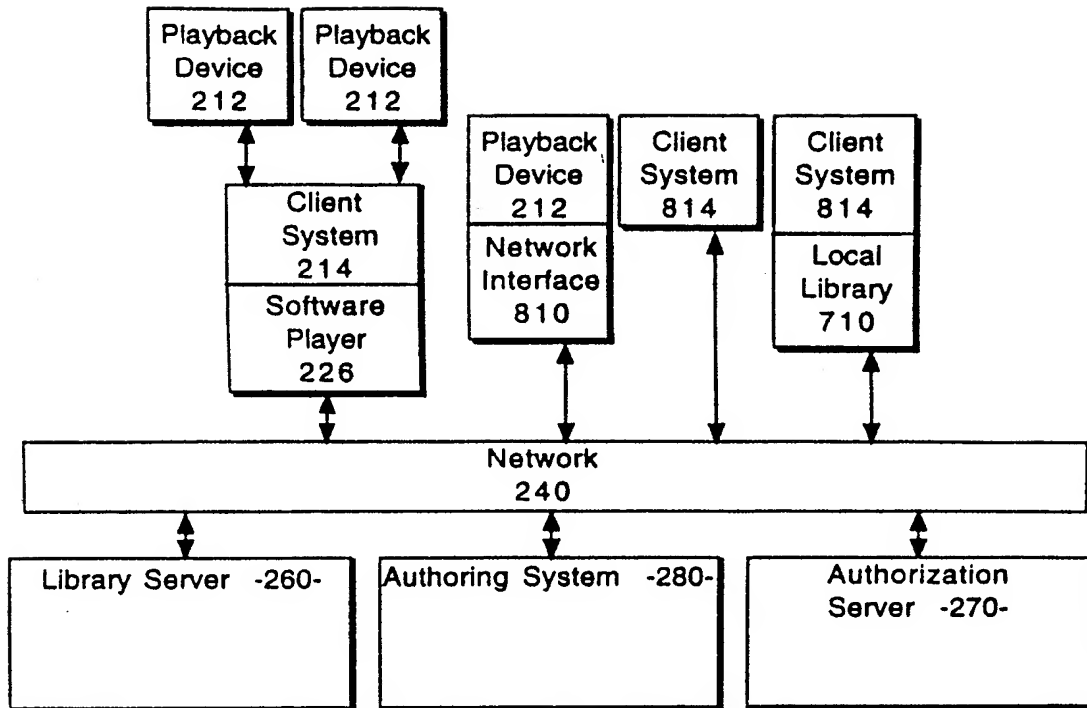 Playback
Device
212
Playback
Device
212
Client
System
214
Software
Player
226
Playback
Device
212
Network
Interface
810
Client
System
814
Client
System
814
Local
Library
710
Network
240
Library Server -260-
Authoring System -280-
Authorization
Server -270-